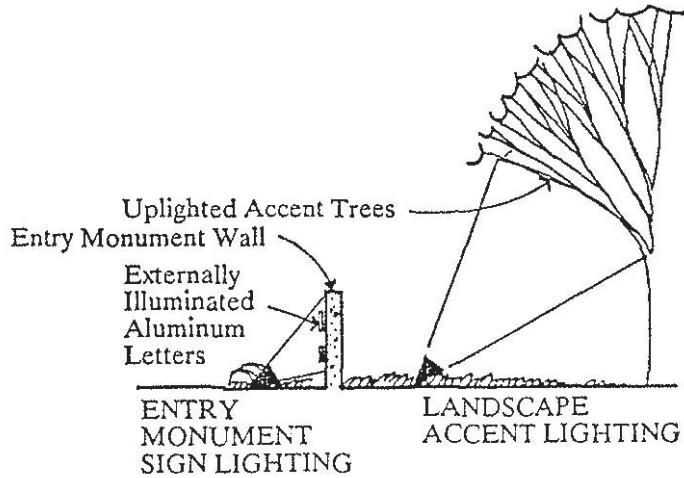 Uplighted Accent Trees
Entry Monument Wall
Externally
Illuminated
Aluminum
Letters
ENTRY
MONUMENT
SIGN LIGHTING
LANDSCAPE
ACCENT LIGHTING